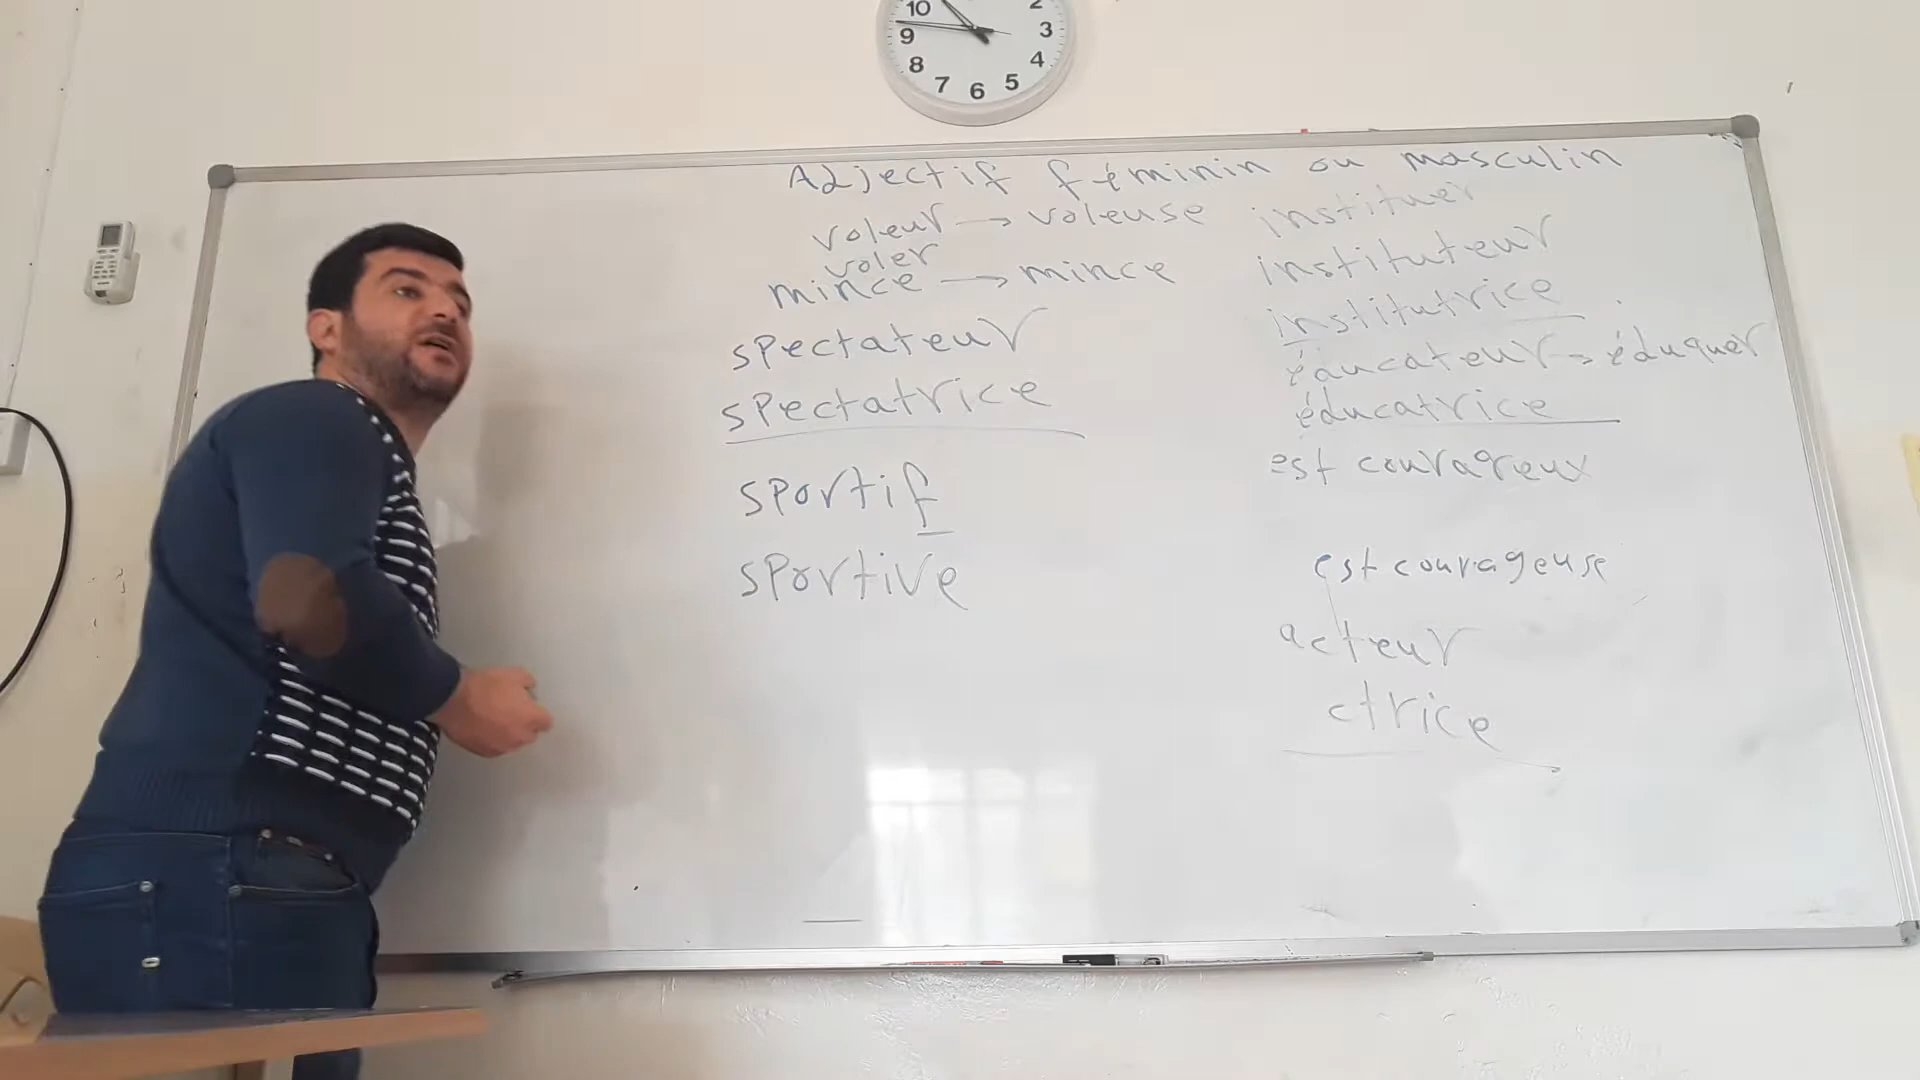 10
2
9
3
8
4
7
6
5
Adjectif féminin ou masculin
voleur → voleuse
voler
mince → mince
spectateur
spectatrice
sportif
sportive
instituer
instituteur
institutrice
éducateur → éduquer
éducatrice
est courageux
est courageuse
acteur
ctrice